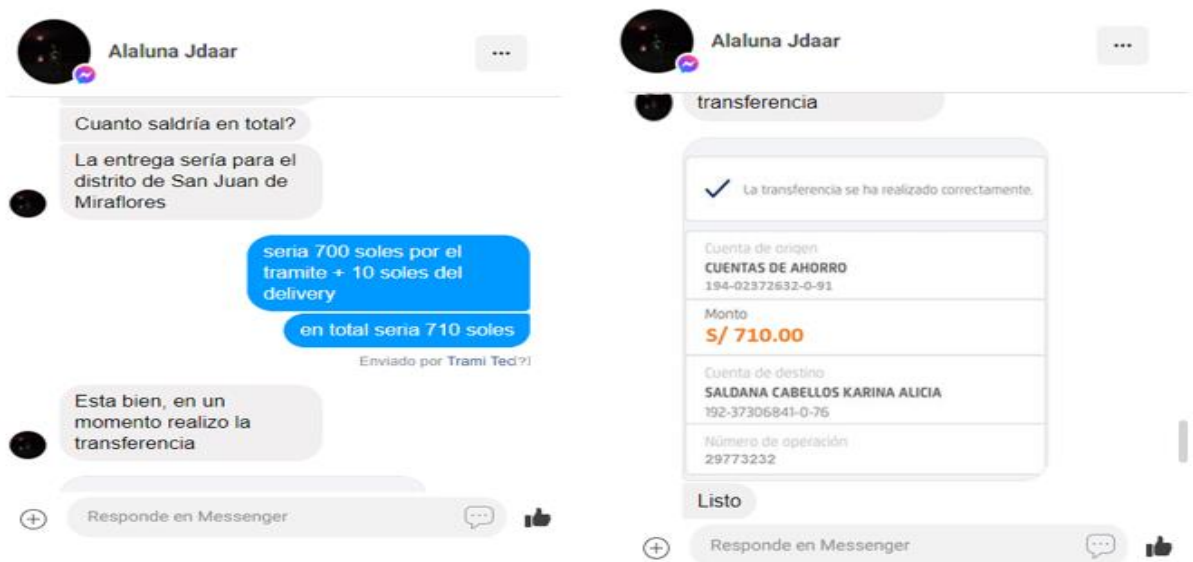 Alaluna Jdaar
...
Cuanto saldría en total?
La entrega sería para el
distrito de San Juan de
Miraflores
seria 700 soles por el
tramite + 10 soles del
delivery
en total seria 710 soles
Enviado por Trami Tec[?]
Esta bien, en un
momento realizo la
transferencia
Responde en Messenger
Alaluna Jdaar
...
transferencia
La transferencia se ha realizado correctamente.
Cuenta de origen
CUENTAS DE AHORRO
194-02372632-0-91
Monto
S/ 710.00
Cuenta de destino
SALDANA CABELLOS KARINA ALICIA
192-37306841-0-76
Número de operación
29773232
Listo
Responde en Messenger